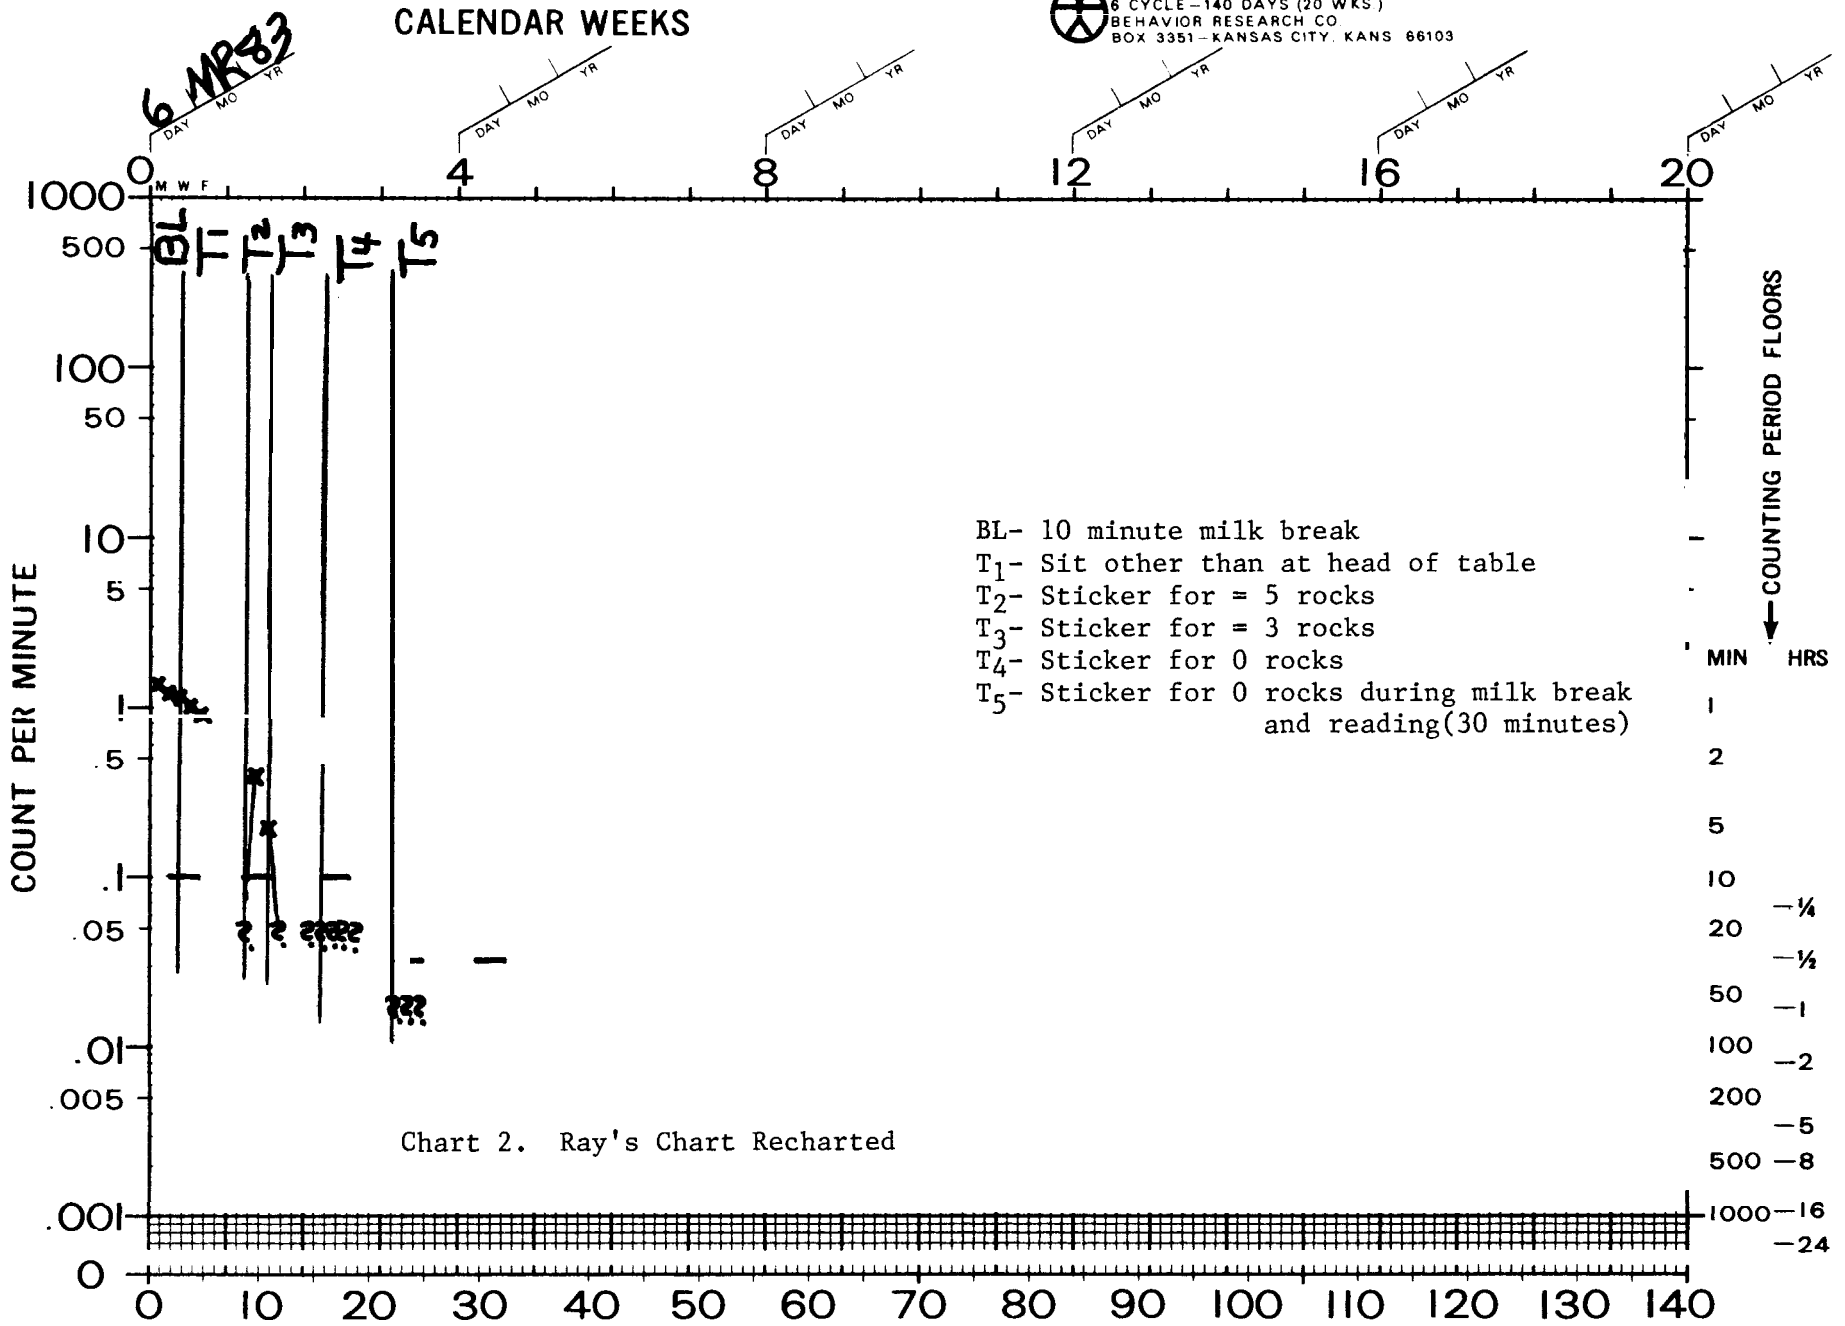 CALENDAR WEEKS
6 CYCLE-140 DAYS (20 WKS.)
BEHAVIOR RESEARCH CO.
BOX 3351-KANSAS CITY, KANS 66103
6 MR 83
DAY MO YR
DAY MO YR
DAY MO YR
DAY MO YR
DAY MO YR
DAY MO YR
0 4 8 12 16 20
M W F
1000
500
100
50
10
5
1
.5
.1
.05
.01
.005
.001
0
COUNT PER MINUTE
BL T1 T2 T3 T4 T5
BL- 10 minute milk break
T1- Sit other than at head of table
T2- Sticker for = 5 rocks
T3- Sticker for = 3 rocks
T4- Sticker for 0 rocks
T5- Sticker for 0 rocks during milk break
and reading(30 minutes)
COUNTING PERIOD FLOORS
MIN HRS
1
2
5
10
-1/4
20
-1/2
50
-1
100
-2
200
-5
500 -8
1000-16
-24
Chart 2. Ray's Chart Recharted
0 10 20 30 40 50 60 70 80 90 100 110 120 130 140